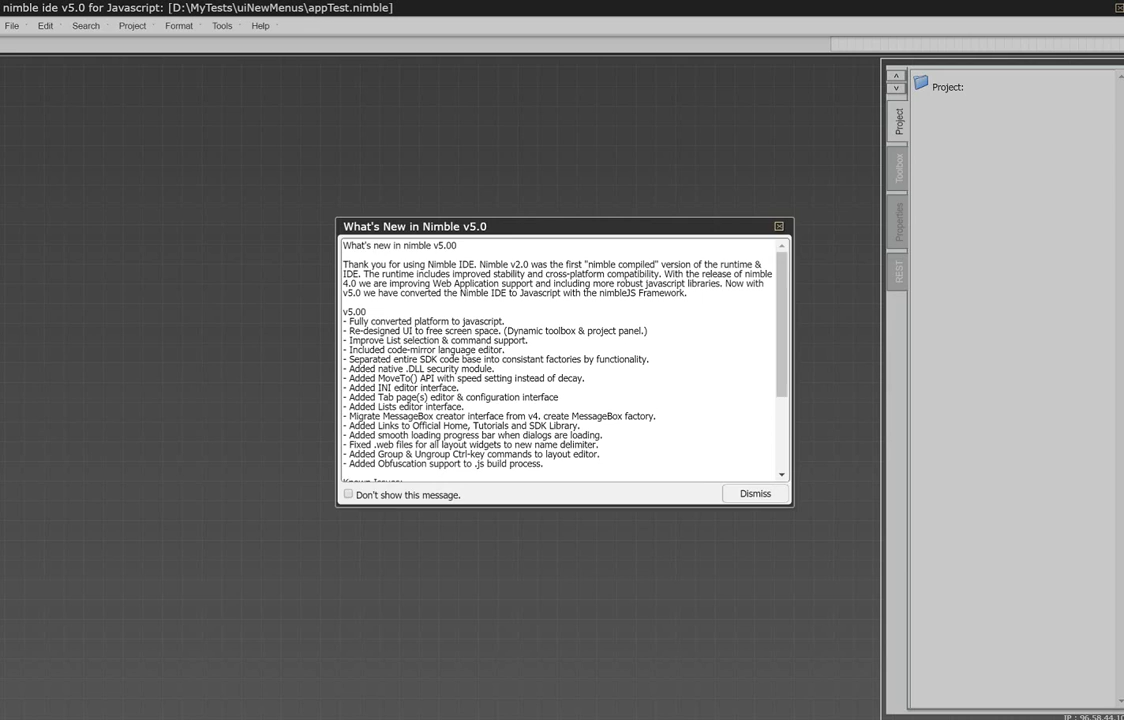 nimble ide v5.0 for Javascript: [D:\MyTests\uiNewMenus\appTest.nimble]
File Edit Search Project Format Tools Help
Project:
Project
Toolbox
Properties
REST
What's New in Nimble v5.0
What's new in nimble v5.00
Thank you for using Nimble IDE. Nimble v2.0 was the first "nimble compiled" version of the runtime &
IDE. The runtime includes improved stability and cross-platform compatibility. With the release of nimble
4.0 we are improving Web Application support and including more robust javascript libraries. Now with
v5.0 we have converted the Nimble IDE to Javascript with the nimbleJS Framework.
v5.00
- Fully converted platform to javascript.
- Re-designed UI to free screen space. (Dynamic toolbox & project panel.)
- Improve List selection & command support.
- Included code-mirror language editor.
- Separated entire SDK code base into consistant factories by functionality.
- Added native .DLL security module.
- Added MoveTo() API with speed setting instead of decay.
- Added INI editor interface.
- Added Tab page(s) editor & configuration interface
- Added Lists editor interface.
- Migrate MessageBox creator interface from v4. create MessageBox factory.
- Added Links to Official Home, Tutorials and SDK Library.
- Added smooth loading progress bar when dialogs are loading.
- Fixed .web files for all layout widgets to new name delimiter.
- Added Group & Ungroup Ctrl-key commands to layout editor.
- Added Obfuscation support to .js build process.
Don't show this message.
Dismiss